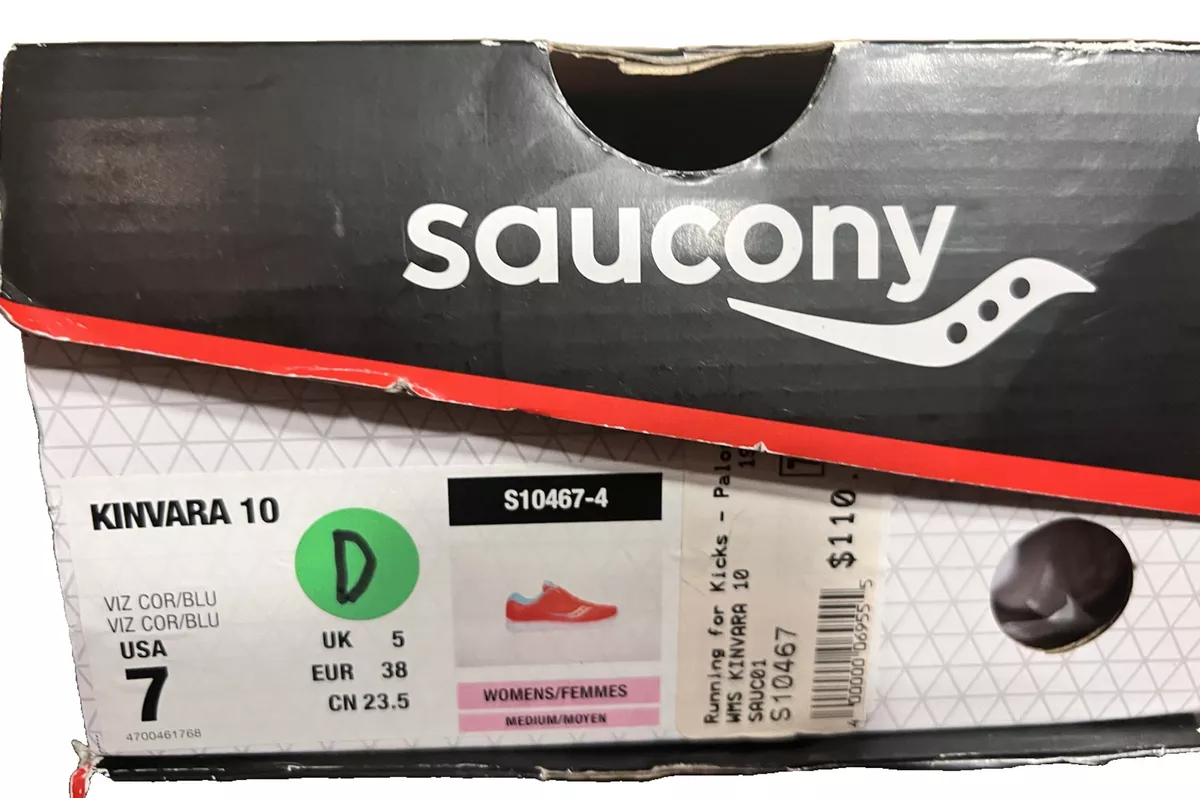 saucony
KINVARA 10
D
VIZ COR/BLU
VIZ COR/BLU
USA
7
UK 5
EUR 38
CN 23.5
4700461768
S10467-4
WOMENS/FEMMES
MEDIUM/MOYEN
Running for Kicks - Palo
WMS KINVARA 10
SAUC01
S10467
$110.
4 00000 06955 5